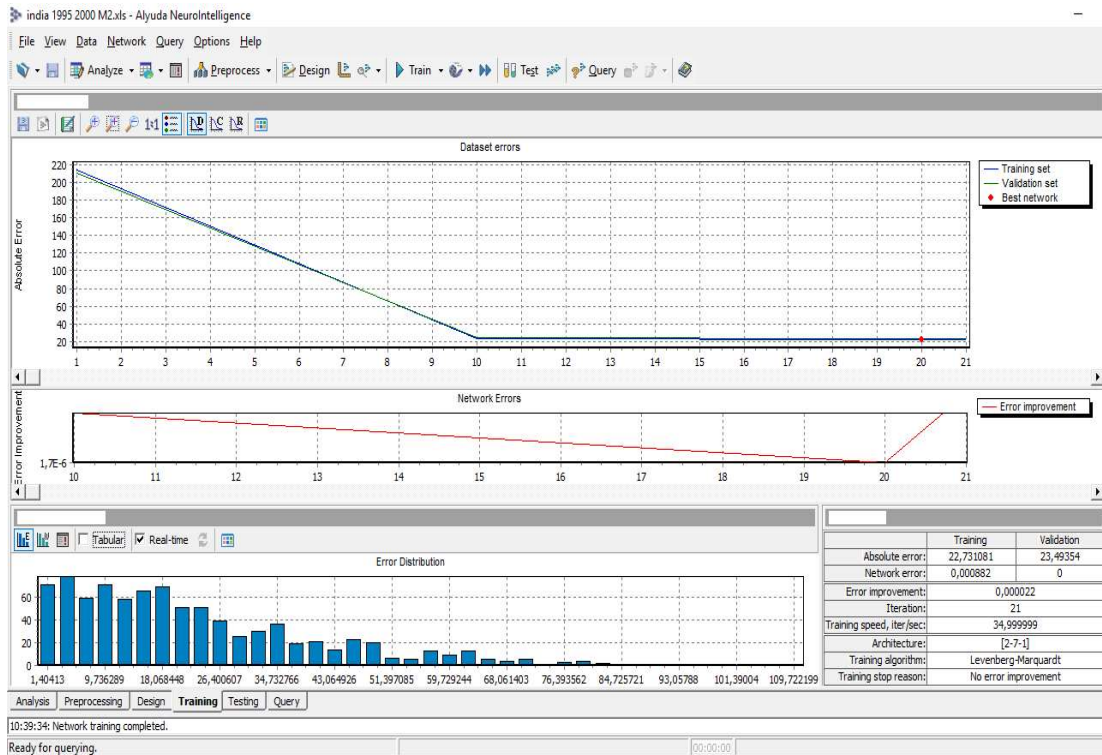 india 1995 2000 M2.xls - Alyuda NeuroIntelligence
File View Data Network Query Options Help
Analyze Preprocess Design Train Test Query
1:1 D C R
Dataset errors
Absolute Error
220
200
180
160
140
120
100
80
60
40
20
1 2 3 4 5 6 7 8 9 10 11 12 13 14 15 16 17 18 19 20 21
Training set
Validation set
Best network
Network Errors
Error Improvement
1,7E-6
10 11 12 13 14 15 16 17 18 19 20 21
Error improvement
Tabular Real-time
Error Distribution
60
40
20
0
1,40413 9,736289 18,068448 26,400607 34,732766 43,064926 51,397085 59,729244 68,061403 76,393562 84,725721 93,05788 101,39004 109,722199
Training Validation
Absolute error: 22,731081 23,49354
Network error: 0,000882 0
Error improvement: 0,000022
Iteration: 21
Training speed, iter/sec: 34,999999
Architecture: [2-7-1]
Training algorithm: Levenberg-Marquardt
Training stop reason: No error improvement
Analysis Preprocessing Design Training Testing Query
10:39:34: Network training completed.
Ready for querying. 00:00:00